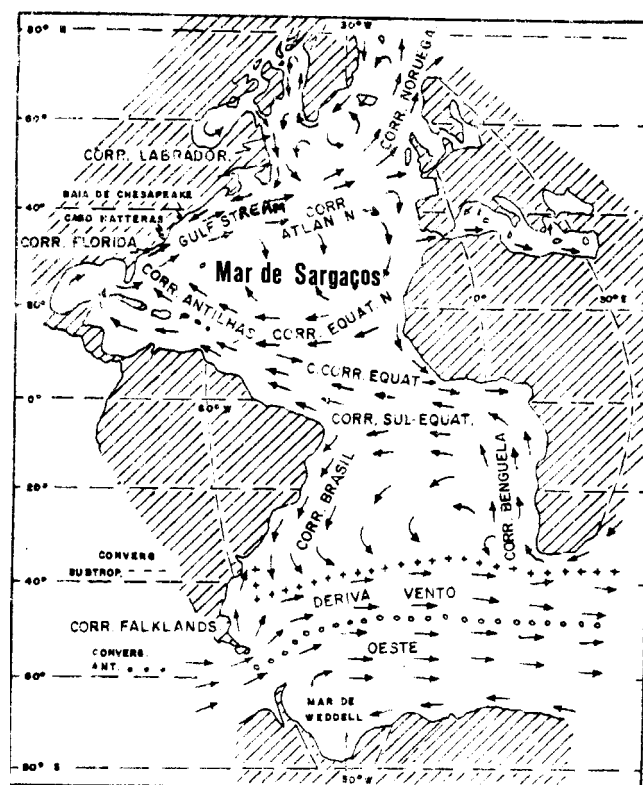 80° N
30° W
60°
CORR. NORUEGA
CORR. LABRADOR
BAIA DE CHESAPEAKE
40°
CABO HATTERAS
GULF STREAM
CORR
ATLAN N
CORR. FLORIDA
Mar de Sargaços
CORR. ANTILHAS
20°
0°
30° E
CORR. EQUAT. N
C.CORR. EQUAT
0°
60° W
CORR. SUL-EQUAT.
CORR. BRASIL
CORR. BENGUELA
20°
CONVERG
SUBTROP. - - -
40°
DERIVA VENTO
CORR. FALKLANDS
OESTE
CONVERG.
ANT. • • •
60°
MAR DE
WEDDELL
80° S
30° W